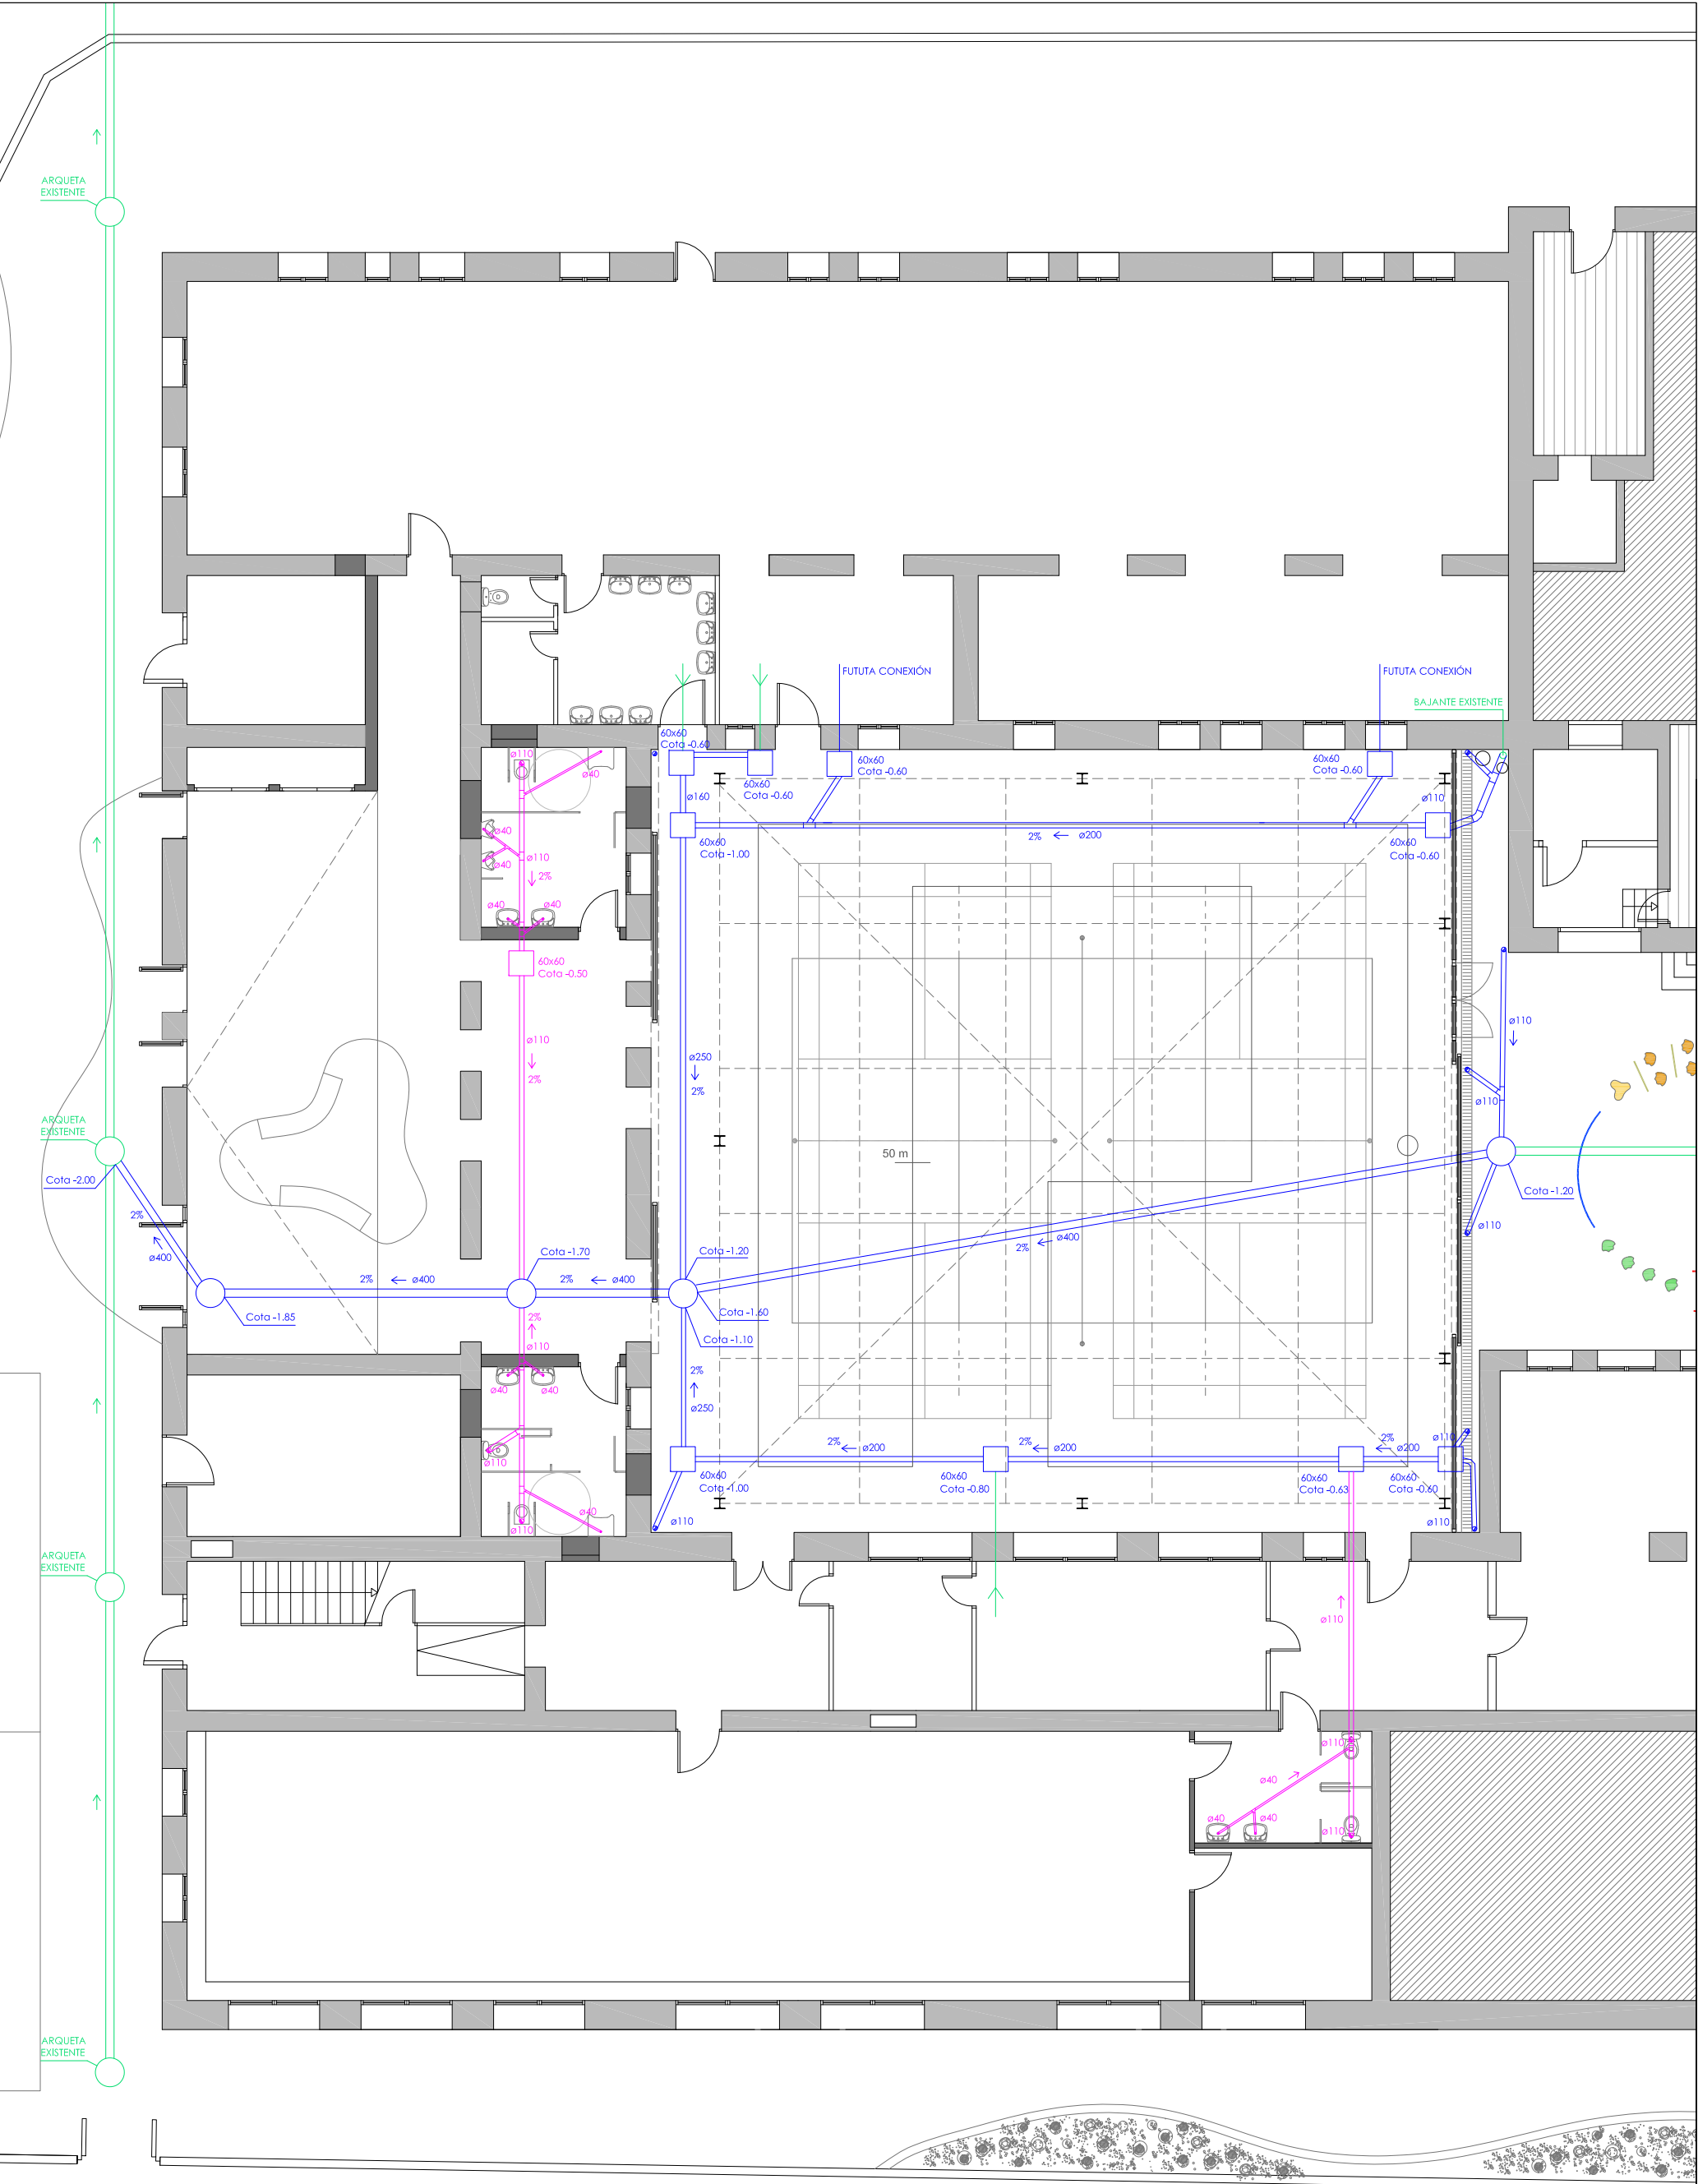 ARQUETA
EXISTENTE
FUTUTA CONEXIÓN
FUTUTA CONEXIÓN
BAJANTE EXISTENTE
60x60
Cota -0.60
60x60
Cota -0.60
60x60
Cota -0.60
60x60
Cota -0.60
ø110
ø40
ø160
ø110
60x60
Cota -1.00
2%
ø200
60x60
Cota -0.60
ø40
ø40
ø110
2%
ø40
ø40
60x60
Cota -0.50
ø110
2%
ø250
2%
ø110
ø110
50 m
ARQUETA
EXISTENTE
Cota -2.00
2%
ø400
Cota -1.20
ø110
Cota -1.70
Cota -1.20
2%
ø400
2%
ø400
2%
ø400
Cota -1.85
Cota -1.60
Cota -1.10
2%
ø110
ø40
ø40
2%
ø250
ø110
2%
ø200
2%
ø200
2%
ø200
ø110
60x60
Cota -1.00
60x60
Cota -0.80
60x60
Cota -0.63
60x60
Cota -0.60
ø40
ø110
ø110
ø110
ARQUETA
EXISTENTE
ø110
ø110
ø40
ø40
ø40
ø110
ARQUETA
EXISTENTE